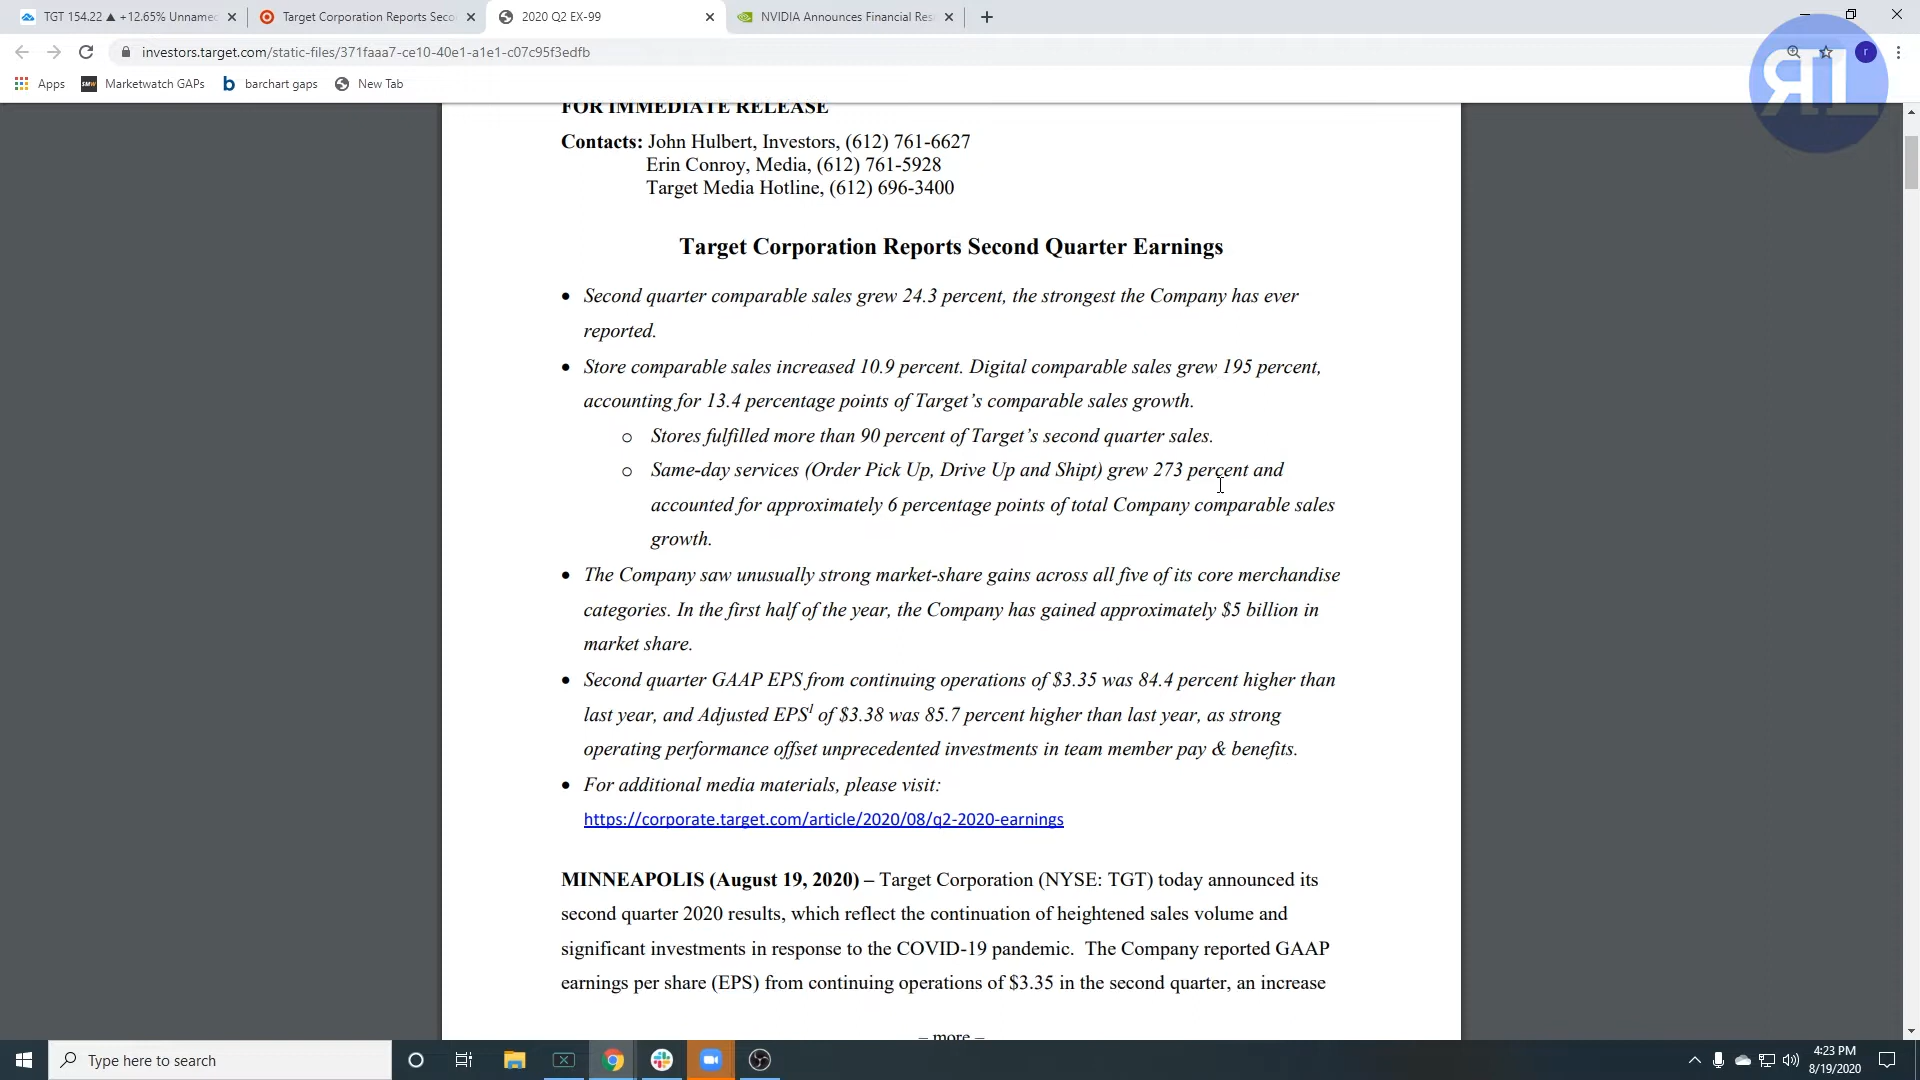 TGT 154.22 ▲ +12.65% Unnamed
Target Corporation Reports Seco
2020 Q2 EX-99
NVIDIA Announces Financial Res
investors.target.com/static-files/371faaa7-ce10-40e1-a1e1-c07c95f3edfb
r
RTL
Apps
SMW
Marketwatch GAPs
b
barchart gaps
New Tab
FOR IMMEDIATE RELEASE
Contacts: John Hulbert, Investors, (612) 761-6627
Erin Conroy, Media, (612) 761-5928
Target Media Hotline, (612) 696-3400
Target Corporation Reports Second Quarter Earnings
• Second quarter comparable sales grew 24.3 percent, the strongest the Company has ever
reported.
• Store comparable sales increased 10.9 percent. Digital comparable sales grew 195 percent,
accounting for 13.4 percentage points of Target’s comparable sales growth.
o Stores fulfilled more than 90 percent of Target’s second quarter sales.
o Same-day services (Order Pick Up, Drive Up and Shipt) grew 273 percent and
accounted for approximately 6 percentage points of total Company comparable sales
growth.
• The Company saw unusually strong market-share gains across all five of its core merchandise
categories. In the first half of the year, the Company has gained approximately $5 billion in
market share.
• Second quarter GAAP EPS from continuing operations of $3.35 was 84.4 percent higher than
last year, and Adjusted EPS1 of $3.38 was 85.7 percent higher than last year, as strong
operating performance offset unprecedented investments in team member pay & benefits.
• For additional media materials, please visit:
https://corporate.target.com/article/2020/08/q2-2020-earnings
MINNEAPOLIS (August 19, 2020) – Target Corporation (NYSE: TGT) today announced its
second quarter 2020 results, which reflect the continuation of heightened sales volume and
significant investments in response to the COVID-19 pandemic. The Company reported GAAP
earnings per share (EPS) from continuing operations of $3.35 in the second quarter, an increase
– more –
Type here to search
4:23 PM
8/19/2020